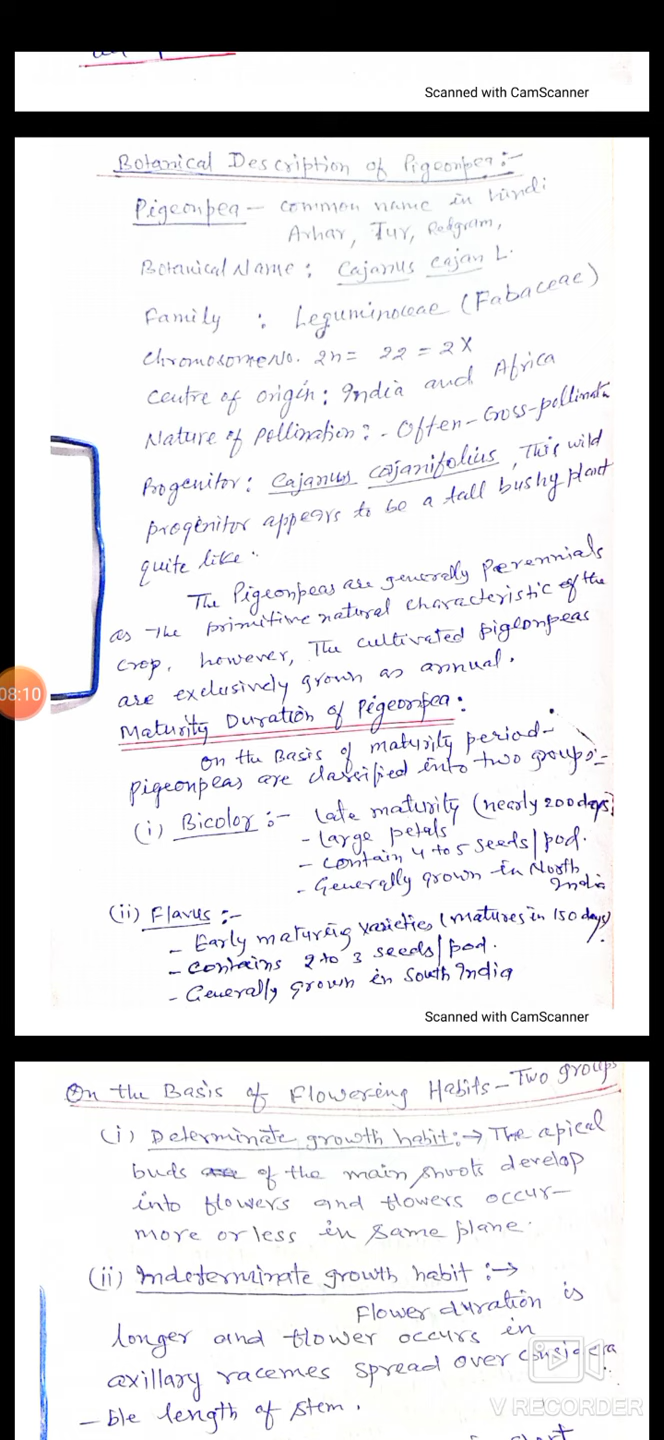 Scanned with CamScanner
Botanical Description of Pigeonpea:-
Pigeonpea - common name in hindi:
Arhar, Tur, Redgram,
Botanical Name: Cajanus cajan L.
Family : Leguminoceae (Fabaceae)
Chromosome No. 2n = 22 = 2X
Centre of origin: India and Africa
Nature of Pollination:- Often-Cross-pollinate
Progenitor: Cajanus cajanifolius, This wild
progenitor appears to be a tall bushy plant
quite like.
The Pigeonpeas are generally Perennials
as The primitive natural characteristic of the
crop, however, The cultivated pigeonpeas
are exclusively grown as annual.
08:10
Maturity Duration of Pigeonpea:
On the Basis of maturity period-
pigeonpeas are classified into two groups:-
(i) Bicolor :- Late maturity (nearly 200 days)
- Large petals
- contain 4 to 5 seeds/pod.
- Generally grown in North
India
(ii) Flavus :-
- Early maturing varieties (matures in 150 days)
- contains 2 to 3 seeds/pod.
- Generally grown in South India
Scanned with CamScanner
On the Basis of Flowering Habits - Two groups
(i) Determinate growth habit:→ The apical
buds of the main shoots develop
into flowers and flowers occur-
more or less in same plane.
(ii) Indeterminate growth habit :→
Flower duration is
longer and flower occurs in
axillary racemes spread over considera
-ble length of stem.
V RECORDER